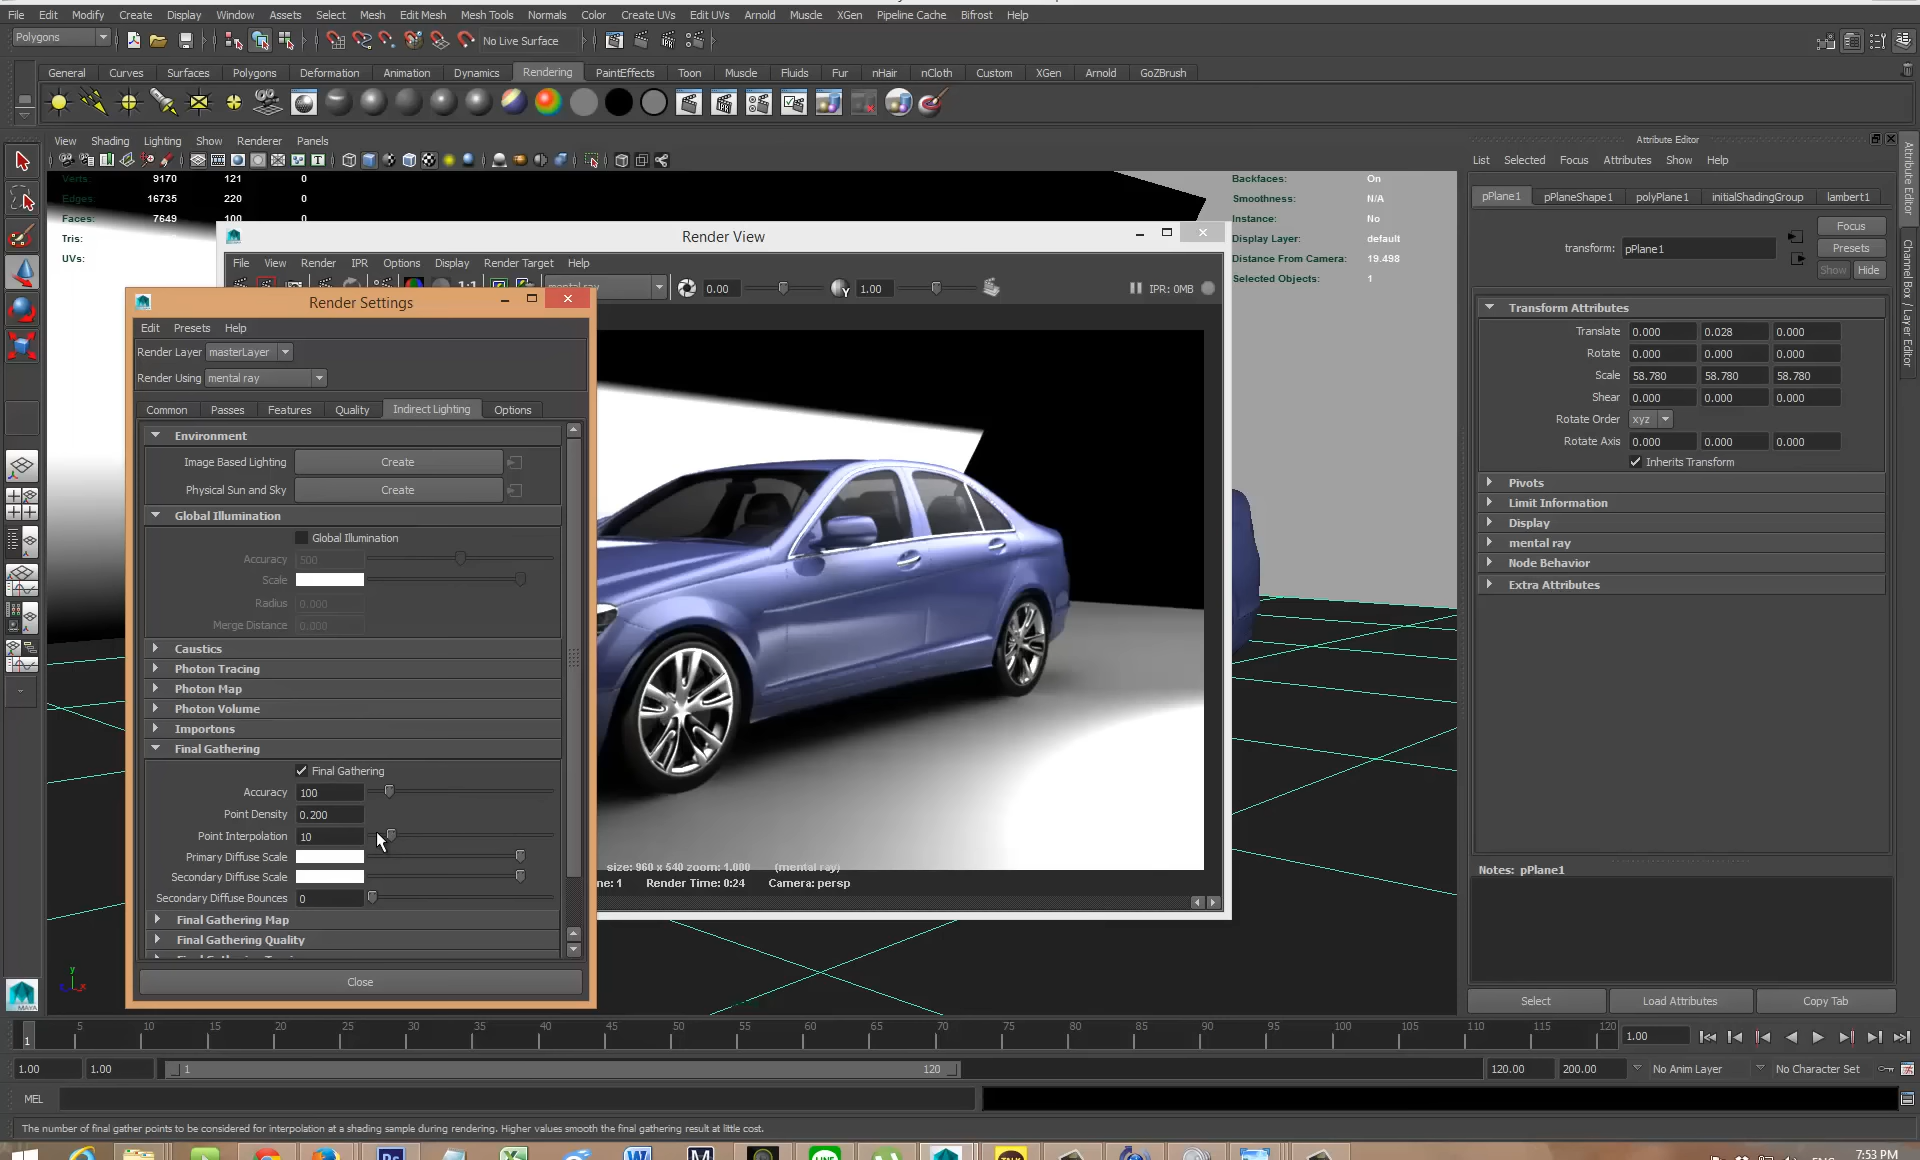 File Edit Modify Create Display Window Assets Select Mesh Edit Mesh Mesh Tools Normals Color Create UVs Edit UVs Arnold Muscle XGen Pipeline Cache Bifrost Help
Polygons No Live Surface
General Curves Surfaces Polygons Deformation Animation Dynamics Rendering PaintEffects Toon Muscle Fluids Fur nHair nCloth Custom XGen Arnold GoZBrush
View Shading Lighting Show Renderer Panels
Verts: 9170 121 0
Edges: 16735 220 0
Faces: 7649 100 0
Tris:
UVs:
Backfaces: On
Smoothness: N/A
Instance: No
Display Layer: default
Distance From Camera: 19.498
Selected Objects: 1
Render View
File View Render IPR Options Display Render Target Help
0.00 1.00 IPR: 0MB
size: 960 x 540 zoom: 1.000 (mental ray)
Render Time: 0:24 Camera: persp
Render Settings
Edit Presets Help
Render Layer masterLayer
Render Using mental ray
Common Passes Features Quality Indirect Lighting Options
Environment
Image Based Lighting Create
Physical Sun and Sky Create
Global Illumination
Global Illumination
Accuracy 500
Scale
Radius 0.000
Merge Distance 0.000
Caustics
Photon Tracing
Photon Map
Photon Volume
Importons
Final Gathering
Final Gathering
Accuracy 100
Point Density 0.200
Point Interpolation 10
Primary Diffuse Scale
Secondary Diffuse Scale
Secondary Diffuse Bounces 0
Final Gathering Map
Final Gathering Quality
Close
Attribute Editor
List Selected Focus Attributes Show Help
pPlane1 pPlaneShape1 polyPlane1 initialShadingGroup lambert1
transform: pPlane1
Focus
Presets
Show Hide
Transform Attributes
Translate 0.000 0.028 0.000
Rotate 0.000 0.000 0.000
Scale 58.780 58.780 58.780
Shear 0.000 0.000 0.000
Rotate Order xyz
Rotate Axis 0.000 0.000 0.000
Inherits Transform
Pivots
Limit Information
Display
mental ray
Node Behavior
Extra Attributes
Notes: pPlane1
Select Load Attributes Copy Tab
Attribute Editor
Channel Box / Layer Editor
1 5 10 15 20 25 30 35 40 45 50 55 60 65 70 75 80 85 90 95 100 105 110 115 120 1.00
1.00 1.00 1 120 120.00 200.00 No Anim Layer No Character Set
MEL
The number of final gather points to be considered for interpolation at a shading sample during rendering. Higher values smooth the final gathering result at little cost.
7:53 PM